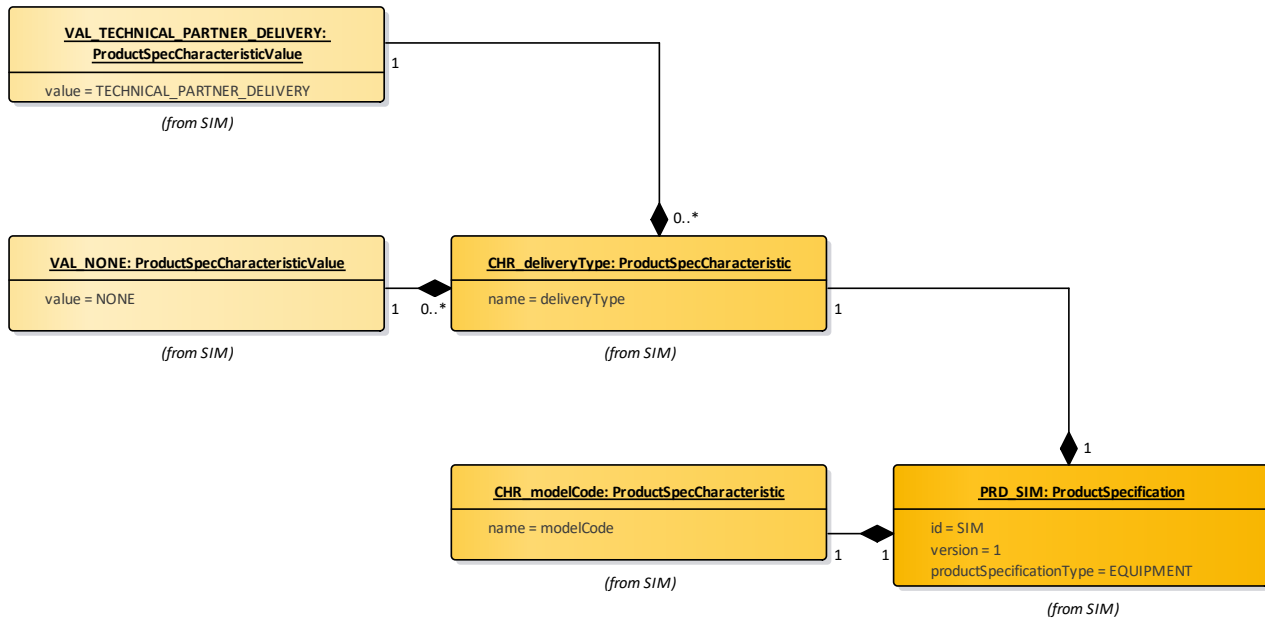 VAL_TECHNICAL_PARTNER_DELIVERY:
ProductSpecCharacteristicValue
value = TECHNICAL_PARTNER_DELIVERY
(from SIM)
1
0..*
VAL_NONE: ProductSpecCharacteristicValue
value = NONE
(from SIM)
1
0..*
CHR_deliveryType: ProductSpecCharacteristic
name = deliveryType
(from SIM)
1
1
CHR_modelCode: ProductSpecCharacteristic
name = modelCode
(from SIM)
1
1
PRD_SIM: ProductSpecification
id = SIM
version = 1
productSpecificationType = EQUIPMENT
(from SIM)